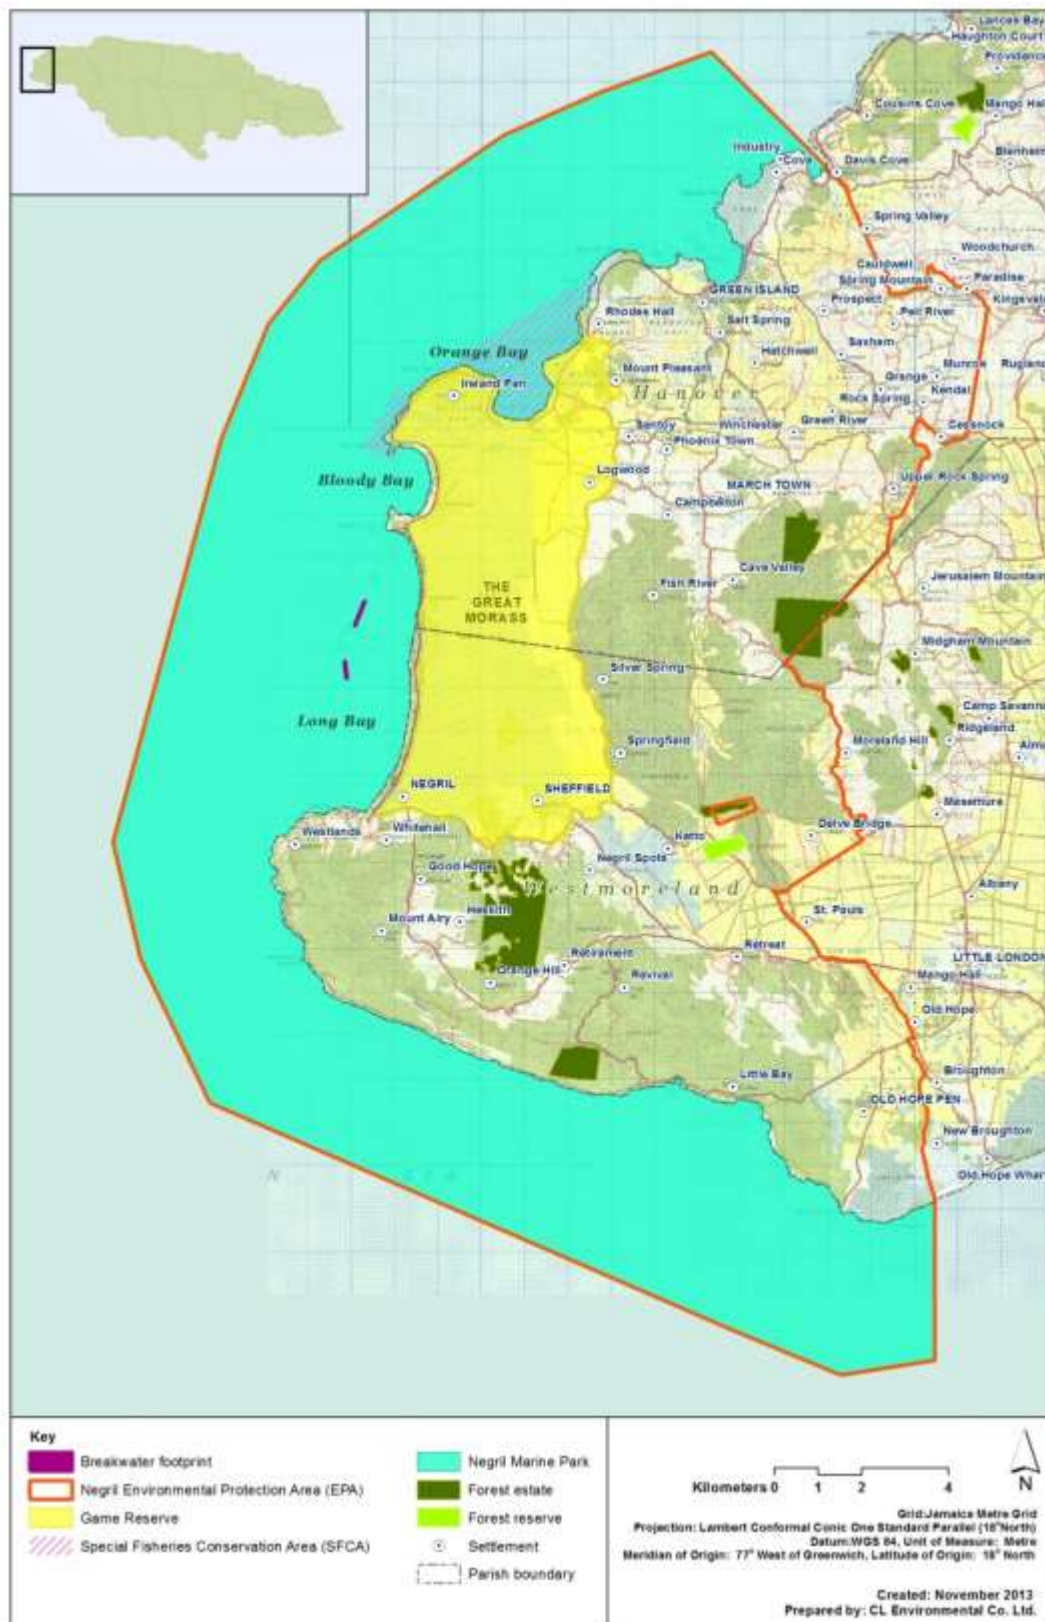 Lances Bay
Haughton Court
Providence
Cousins Cove
Mango Hall
Industry
Cove
Davis Cove
Blenheim
Spring Valley
Woodchurch
Cauldwell
Spring Mountain
Paradise
GREEN ISLAND
Prospect
Kingsvale
Rhodes Hall
Salt Spring
Pell River
Orange Bay
Hatchwell
Saxham
Ireland Pen
Mount Pleasant
Grange
Munroe
Rugland
Hanover
Rock Spring
Kendal
Santoy
Winchester
Green River
Cessnock
Phoenix Town
Bloody Bay
Logwood
MARCH TOWN
Upper Rock Spring
Campbelton
THE
GREAT
MORASS
Fish River
Cave Valley
Jerusalem Mountain
Midgham Mountain
Silver Spring
Long Bay
Camp Savanna
Springfield
Moreland Hill
Ridgeland
NEGRIL
SHEFFIELD
Masemure
Westlands
Whitehall
Ketto
Delve Bridge
Good Hope
Negril Spots
Westmoreland
Albany
Mount Airy
Heskith
St. Pauls
Orange Hill
Retirement
Retreat
LITTLE LONDON
Revival
Mango Hall
Old Hope
Little Bay
Broughton
OLD HOPE PEN
New Broughton
Old Hope Wharf
Key
Breakwater footprint
Negril Environmental Protection Area (EPA)
Game Reserve
Special Fisheries Conservation Area (SFCA)
Negril Marine Park
Forest estate
Forest reserve
Settlement
Parish boundary
Kilometers 0 1 2 4
N
Grid:Jamaica Metre Grid
Projection: Lambert Conformal Conic One Standard Parallel (18°North)
Datum:WGS 84, Unit of Measure: Metre
Meridian of Origin: 77° West of Greenwich, Latitude of Origin: 18° North
Created: November 2013
Prepared by: CL Environmental Co. Ltd.